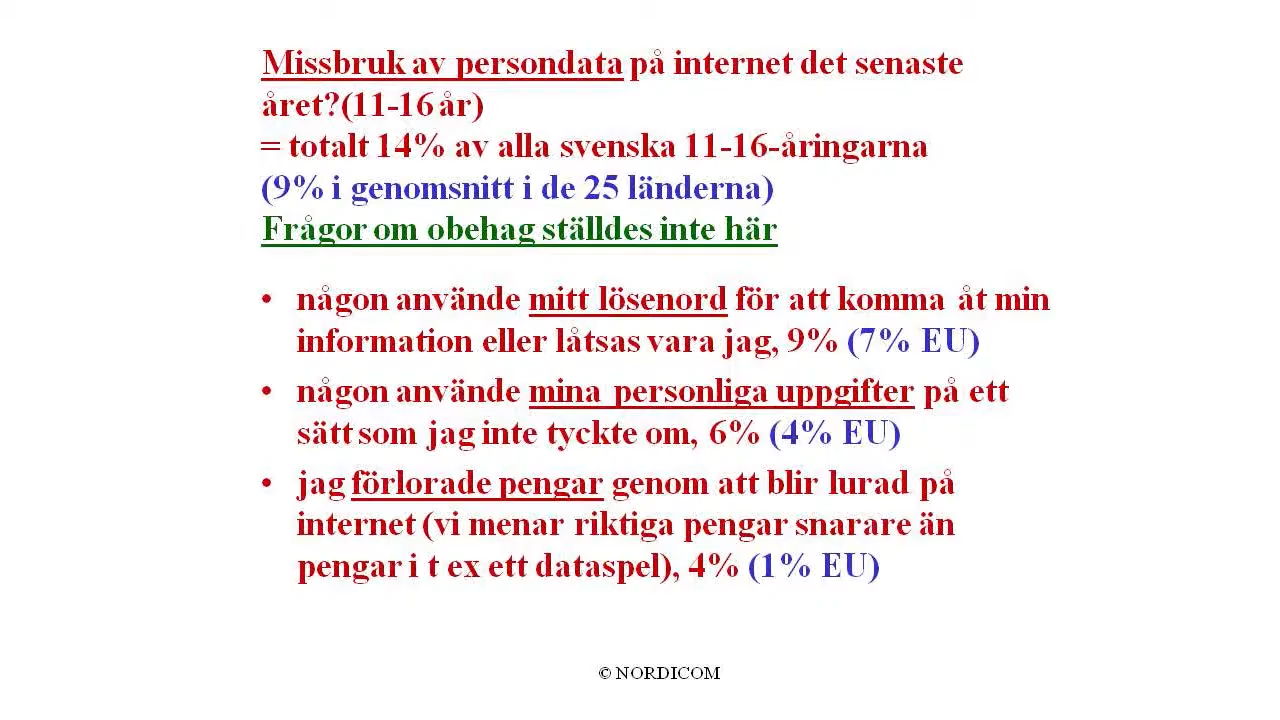 Missbruk av persondata på internet det senaste
året?(11-16 år)
= totalt 14% av alla svenska 11-16-åringarna
(9% i genomsnitt i de 25 länderna)
Frågor om obehag ställdes inte här
• någon använde mitt lösenord för att komma åt min
information eller låtsas vara jag, 9% (7% EU)
• någon använde mina personliga uppgifter på ett
sätt som jag inte tyckte om, 6% (4% EU)
• jag förlorade pengar genom att blir lurad på
internet (vi menar riktiga pengar snarare än
pengar i t ex ett dataspel), 4% (1% EU)
© NORDICOM